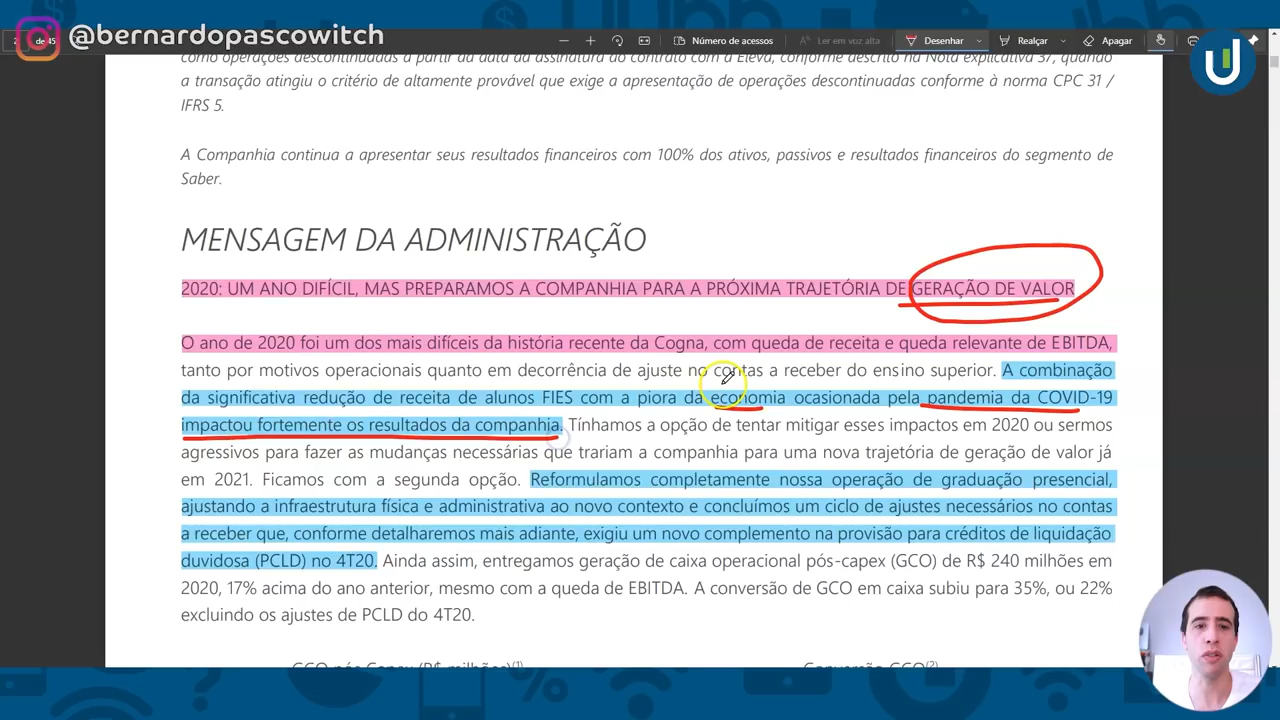 @bernardopascowitch
de 45
Número de acessos
Ler em voz alta
Desenhar
Realçar
Apagar
como operações descontinuadas a partir da data da assinatura do contrato com a Eleva, conforme descrito na Nota explicativa 37, quando
a transação atingiu o critério de altamente provável que exige a apresentação de operações descontinuadas conforme à norma CPC 31 /
IFRS 5.
A Companhia continua a apresentar seus resultados financeiros com 100% dos ativos, passivos e resultados financeiros do segmento de
Saber.
MENSAGEM DA ADMINISTRAÇÃO
2020: UM ANO DIFÍCIL, MAS PREPARAMOS A COMPANHIA PARA A PRÓXIMA TRAJETÓRIA DE GERAÇÃO DE VALOR
O ano de 2020 foi um dos mais difíceis da história recente da Cogna, com queda de receita e queda relevante de EBITDA,
tanto por motivos operacionais quanto em decorrência de ajuste no contas a receber do ensino superior. A combinação
da significativa redução de receita de alunos FIES com a piora da economia ocasionada pela pandemia da COVID-19
impactou fortemente os resultados da companhia. Tínhamos a opção de tentar mitigar esses impactos em 2020 ou sermos
agressivos para fazer as mudanças necessárias que trariam a companhia para uma nova trajetória de geração de valor já
em 2021. Ficamos com a segunda opção. Reformulamos completamente nossa operação de graduação presencial,
ajustando a infraestrutura física e administrativa ao novo contexto e concluímos um ciclo de ajustes necessários no contas
a receber que, conforme detalharemos mais adiante, exigiu um novo complemento na provisão para créditos de liquidação
duvidosa (PCLD) no 4T20. Ainda assim, entregamos geração de caixa operacional pós-capex (GCO) de R$ 240 milhões em
2020, 17% acima do ano anterior, mesmo com a queda de EBITDA. A conversão de GCO em caixa subiu para 35%, ou 22%
excluindo os ajustes de PCLD do 4T20.
GCO pós Capex (R$ milhões)(1)
Conversão GCO(2)